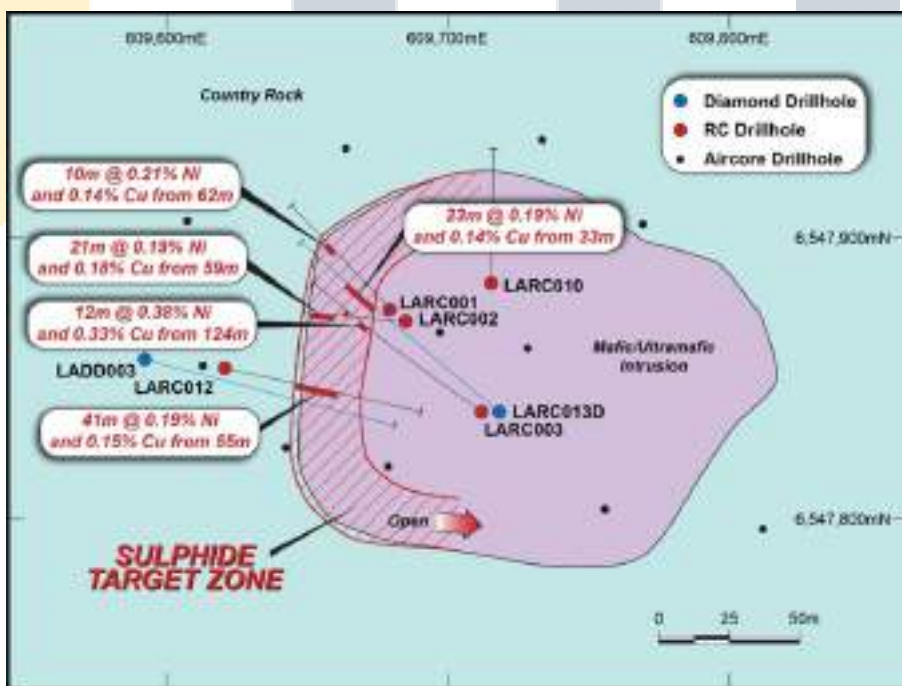 609,600mE
609,700mE
609,800mE
Country Rock
Diamond Drillhole
RC Drillhole
Aircore Drillhole
10m @ 0.21% Ni
and 0.14% Cu from 62m
23m @ 0.19% Ni
and 0.14% Cu from 33m
6,547,900mN
21m @ 0.19% Ni
and 0.18% Cu from 59m
LARC010
LARC001
LARC002
12m @ 0.38% Ni
and 0.33% Cu from 124m
Mafic/Ultramafic
Intrusion
LADD003
LARC012
LARC013D
LARC003
41m @ 0.19% Ni
and 0.15% Cu from 55m
Open
6,547,800mN
SULPHIDE
TARGET ZONE
0 25 50m